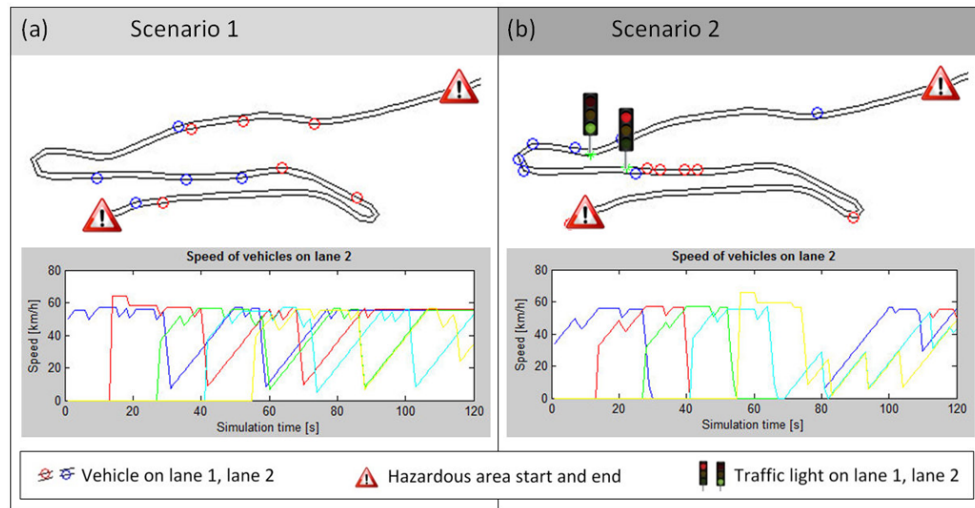 (a) Scenario 1
(b) Scenario 2
Speed of vehicles on lane 2
Speed [km/h]
80
60
40
20
0
0 20 40 60 80 100 120
Simulation time [s]
Speed of vehicles on lane 2
Speed [km/h]
80
60
40
20
0
0 20 40 60 80 100 120
Simulation time [s]
Vehicle on lane 1, lane 2
Hazardous area start and end
Traffic light on lane 1, lane 2